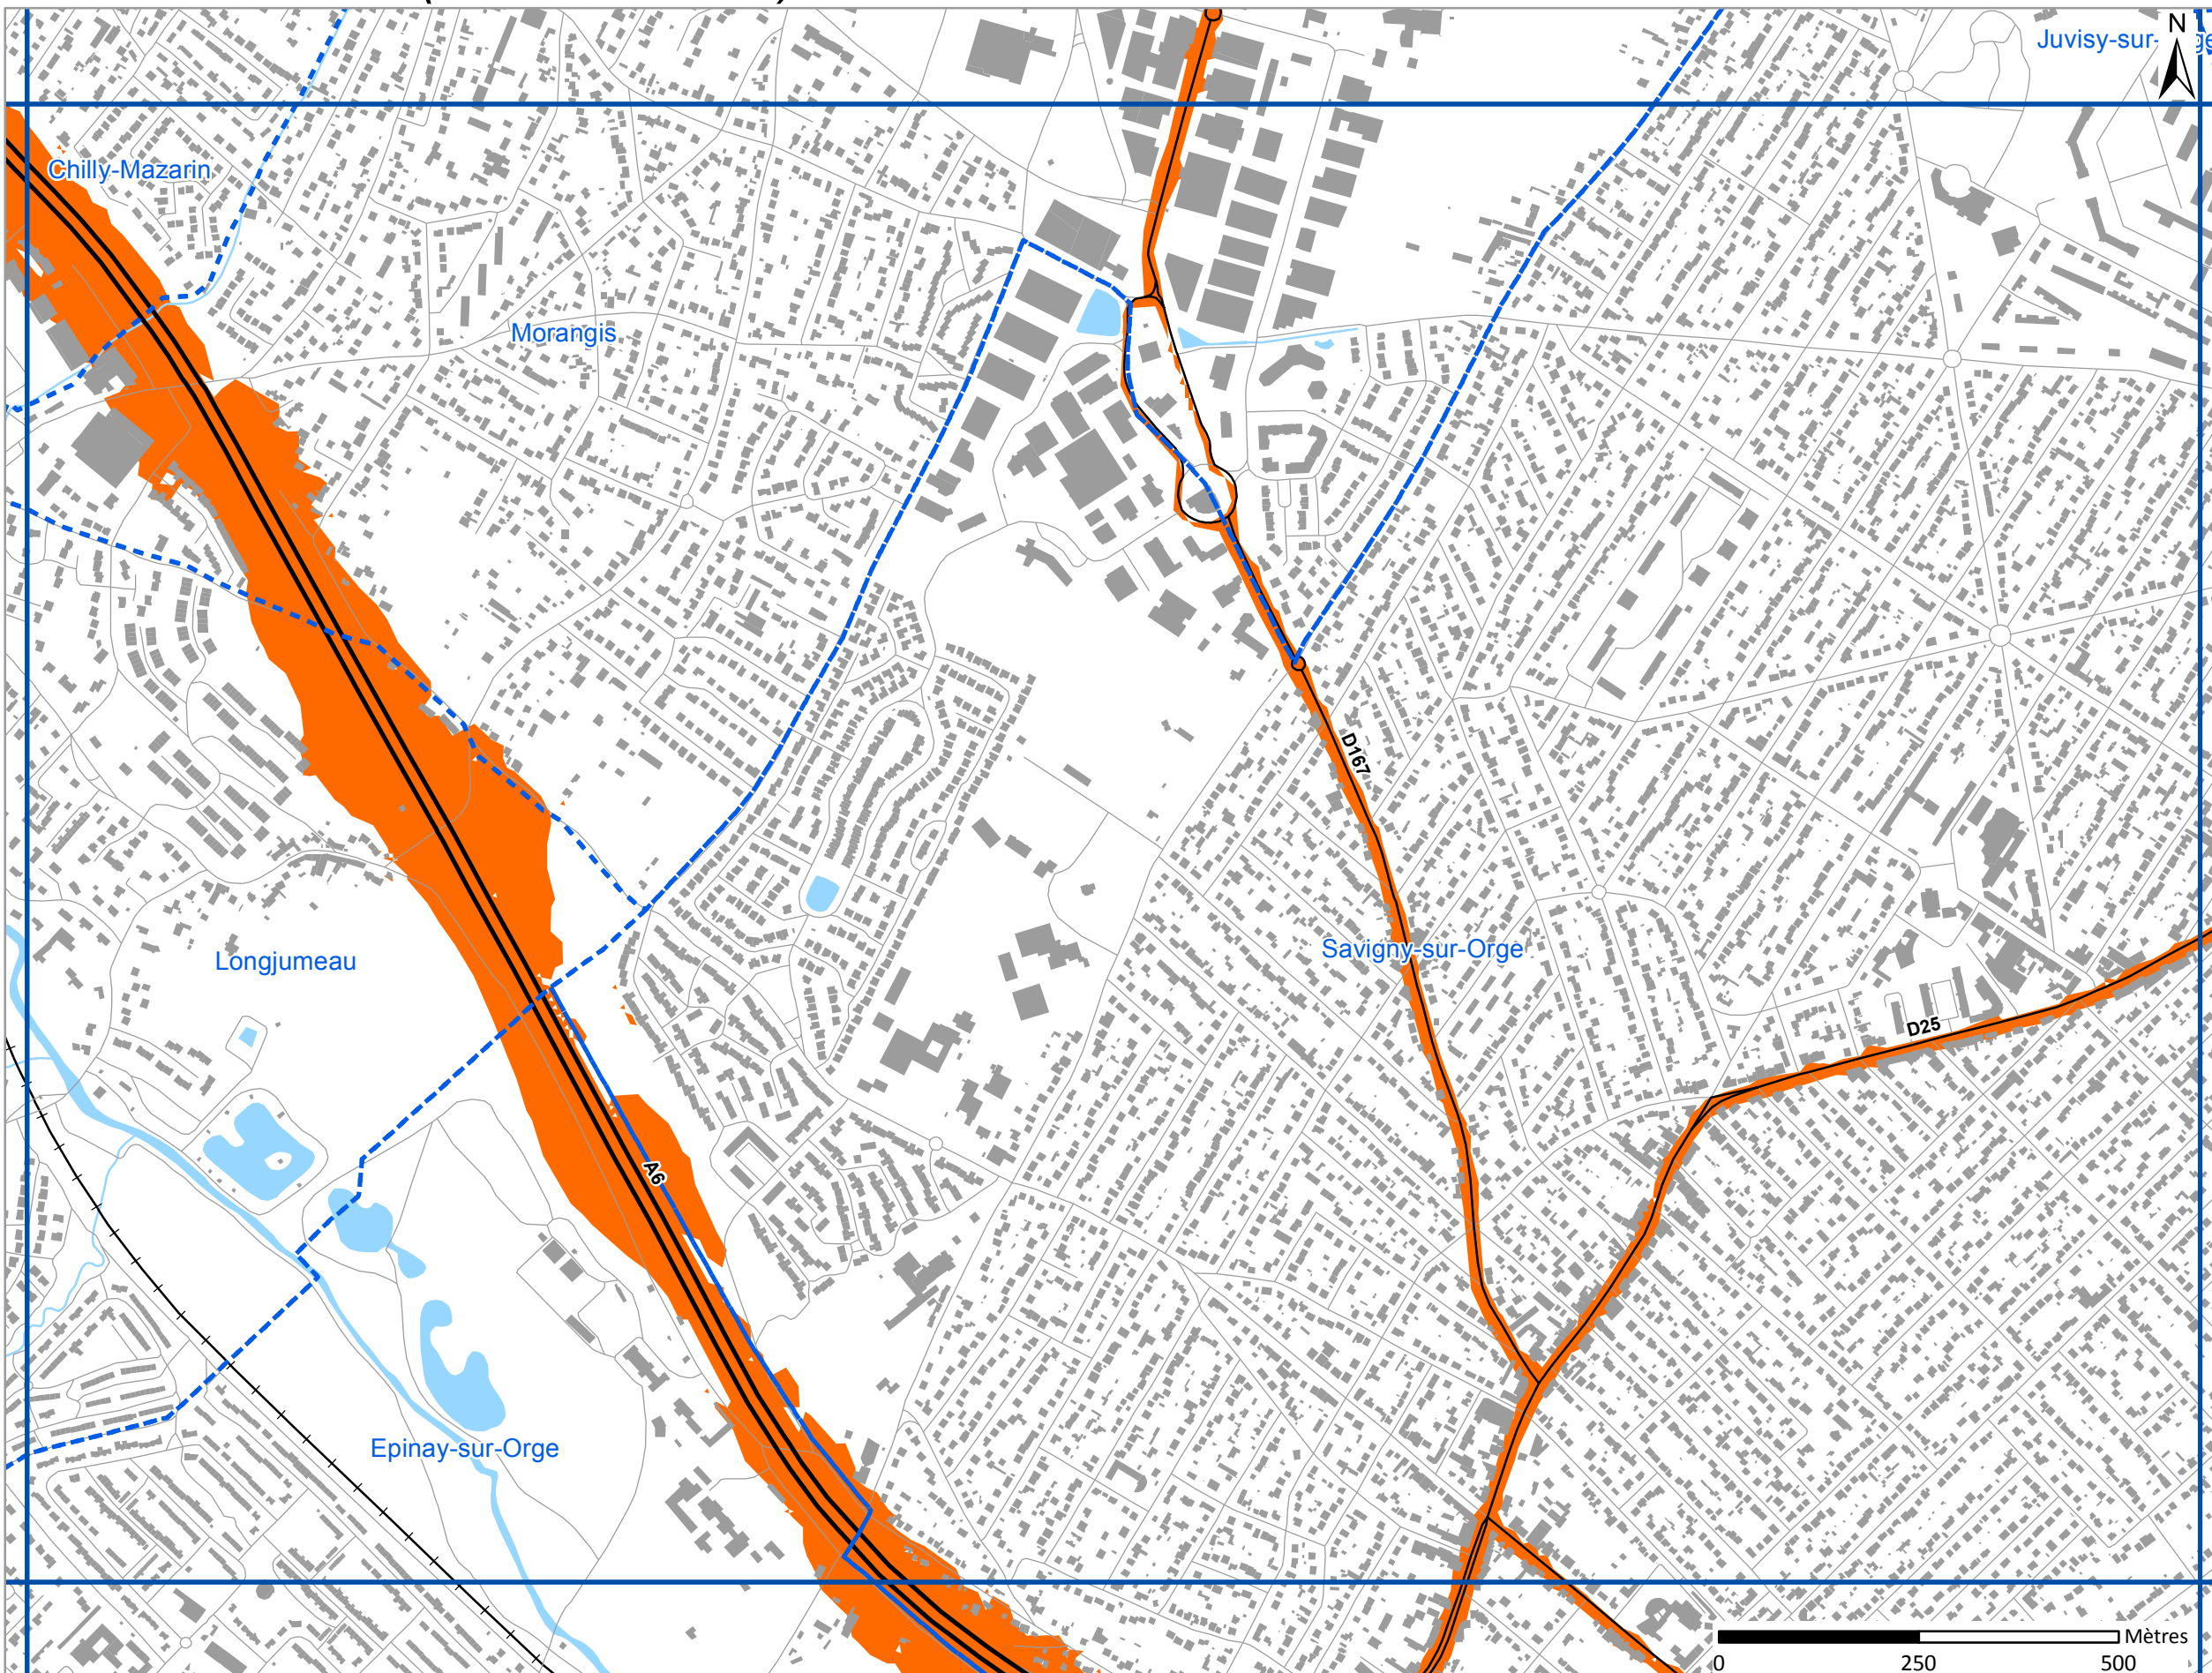 N
Juvisy-sur-
ge
Chilly-Mazarin
Morangis
D167
Savigny-sur-Orge
Longjumeau
D25
A6
Epinay-sur-Orge
Mètres
0 250 500